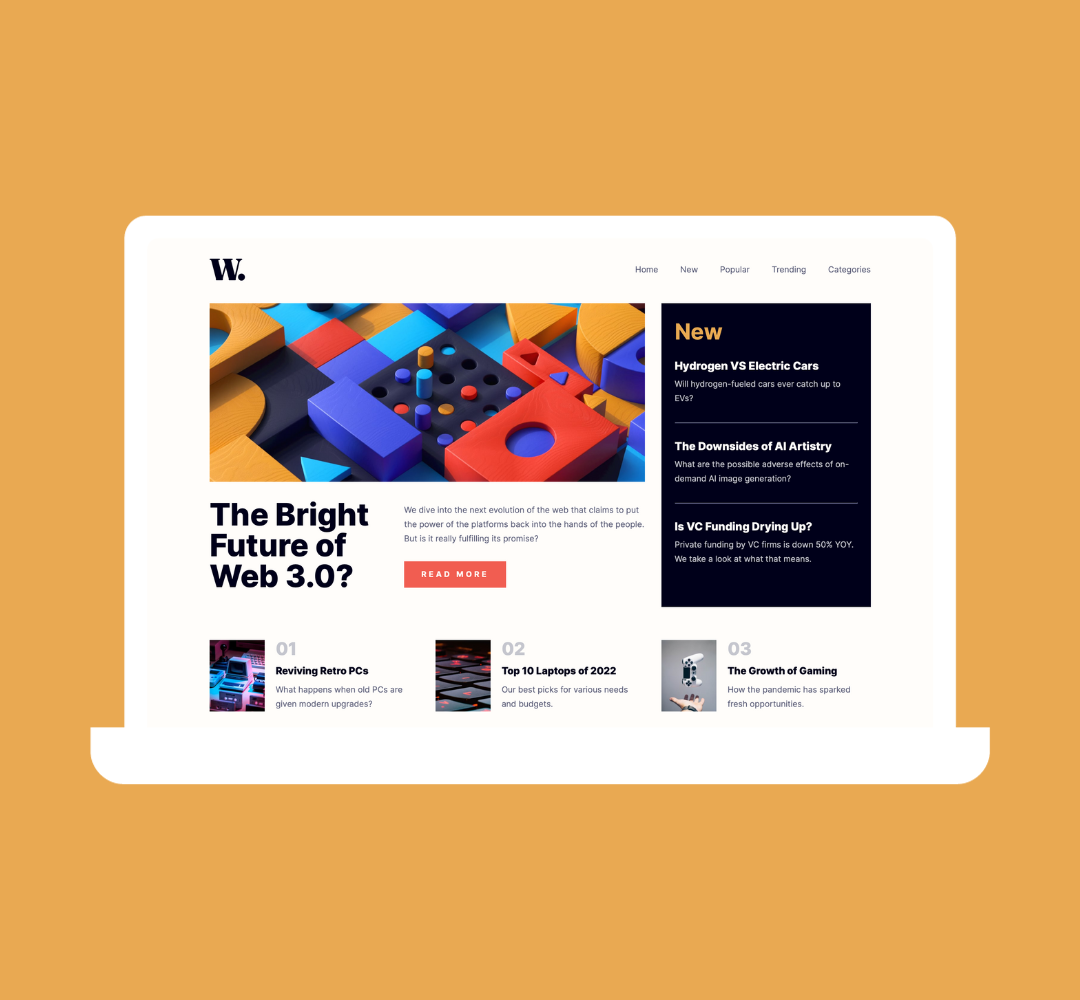 W.
Home New Popular Trending Categories
The Bright
Future of
Web 3.0?
We dive into the next evolution of the web that claims to put
the power of the platforms back into the hands of the people.
But is it really fulfilling its promise?
READ MORE
New
Hydrogen VS Electric Cars
Will hydrogen-fueled cars ever catch up to
EVs?
The Downsides of AI Artistry
What are the possible adverse effects of on-
demand AI image generation?
Is VC Funding Drying Up?
Private funding by VC firms is down 50% YOY.
We take a look at what that means.
01
Reviving Retro PCs
What happens when old PCs are
given modern upgrades?
02
Top 10 Laptops of 2022
Our best picks for various needs
and budgets.
03
The Growth of Gaming
How the pandemic has sparked
fresh opportunities.